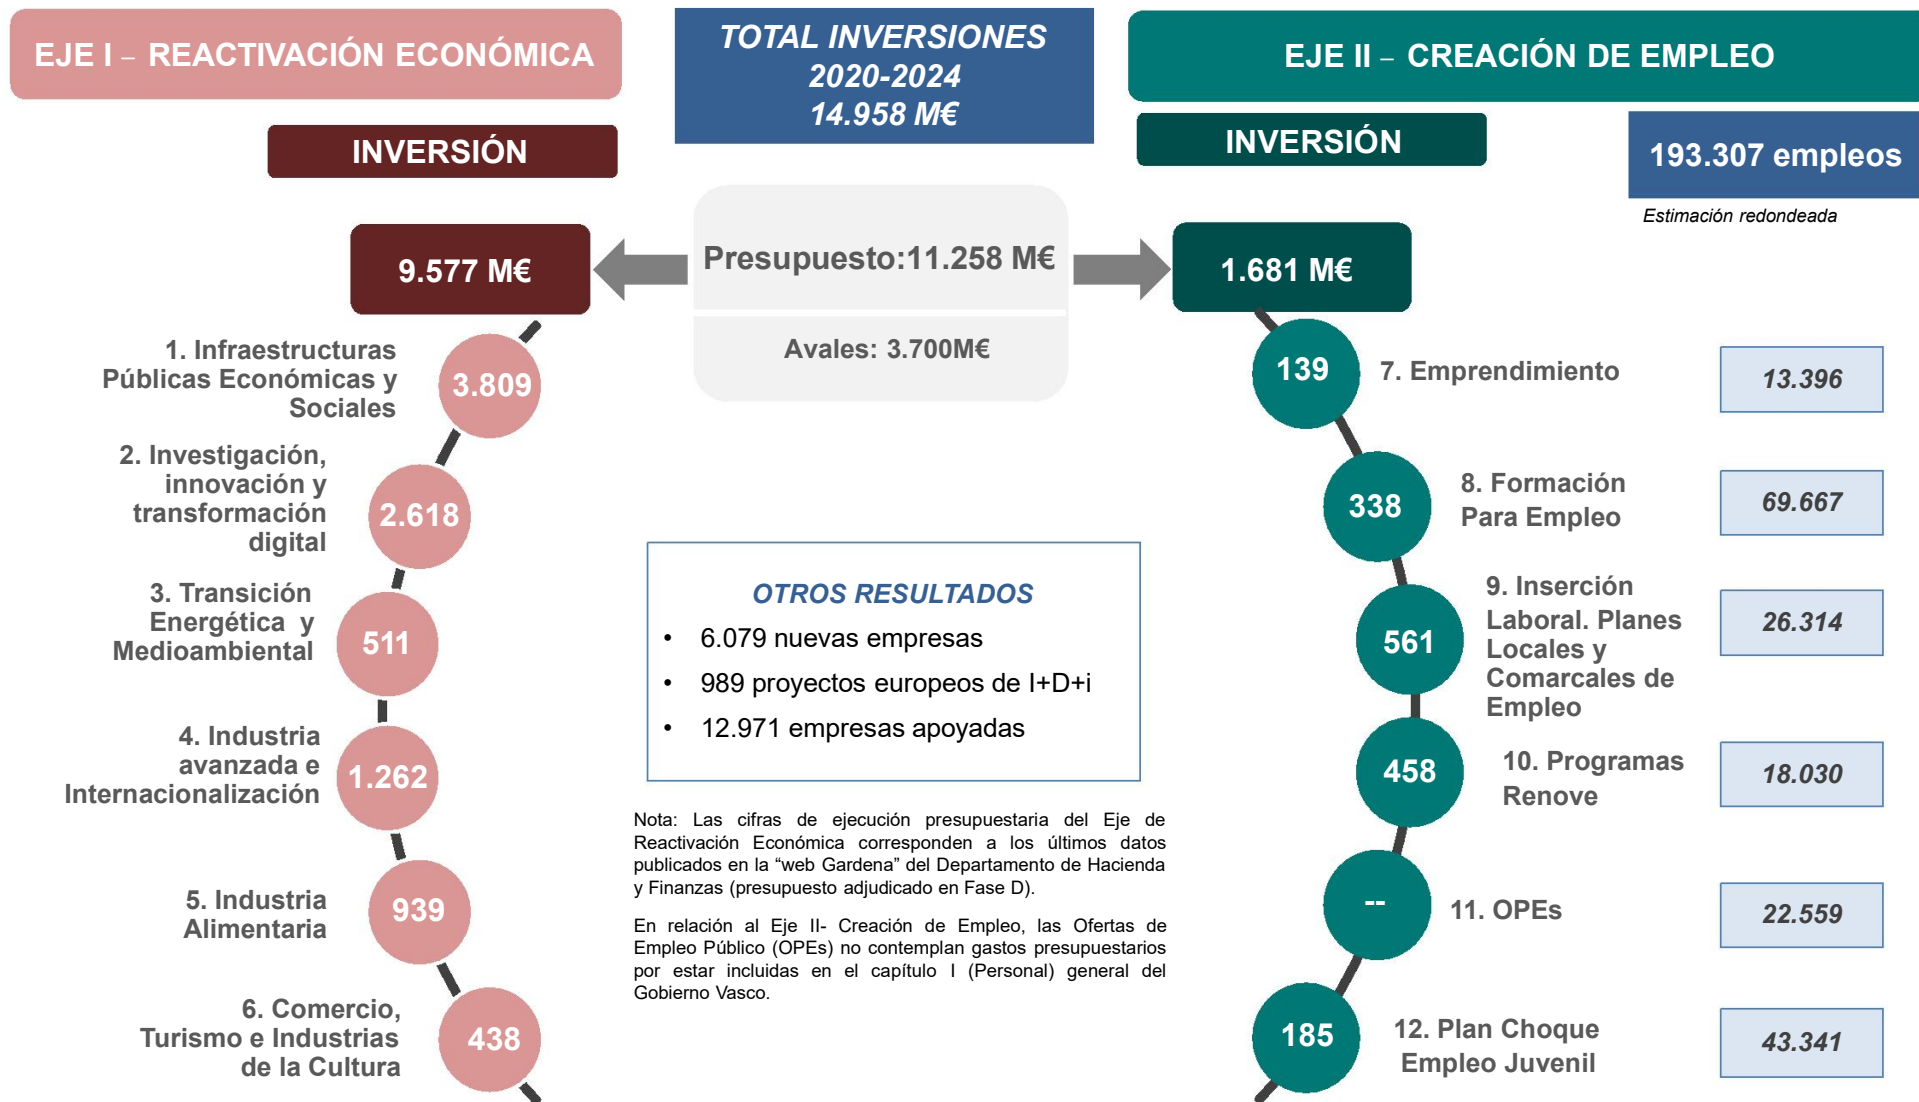 EJE I – REACTIVACIÓN ECONÓMICA
TOTAL INVERSIONES
2020-2024
14.958 M€
EJE II – CREACIÓN DE EMPLEO
INVERSIÓN
INVERSIÓN
193.307 empleos
Estimación redondeada
9.577 M€
Presupuesto:11.258 M€
Avales: 3.700M€
1.681 M€
1. Infraestructuras
Públicas Económicas y
Sociales
3.809
2. Investigación,
innovación y
transformación
digital
2.618
3. Transición
Energética y
Medioambiental
511
4. Industria
avanzada e
Internacionalización
1.262
5. Industria
Alimentaria
939
6. Comercio,
Turismo e Industrias
de la Cultura
438
OTROS RESULTADOS
• 6.079 nuevas empresas
• 989 proyectos europeos de I+D+i
• 12.971 empresas apoyadas
Nota: Las cifras de ejecución presupuestaria del Eje de
Reactivación Económica corresponden a los últimos datos
publicados en la “web Gardena” del Departamento de Hacienda
y Finanzas (presupuesto adjudicado en Fase D).
En relación al Eje II- Creación de Empleo, las Ofertas de
Empleo Público (OPEs) no contemplan gastos presupuestarios
por estar incluidas en el capítulo I (Personal) general del
Gobierno Vasco.
139
7. Emprendimiento
13.396
338
8. Formación
Para Empleo
69.667
561
9. Inserción
Laboral. Planes
Locales y
Comarcales de
Empleo
26.314
458
10. Programas
Renove
18.030
--
11. OPEs
22.559
185
12. Plan Choque
Empleo Juvenil
43.341